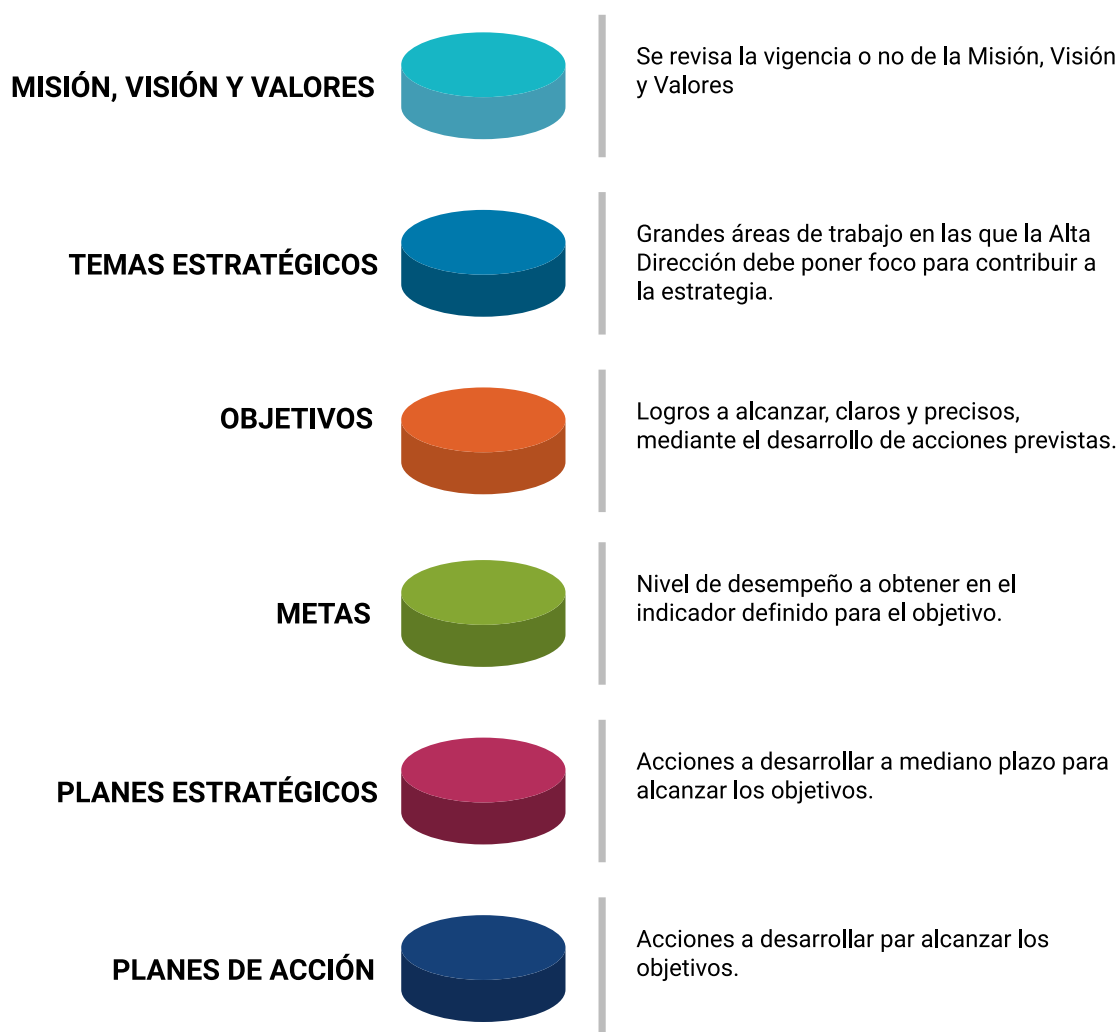 MISIÓN, VISIÓN Y VALORES
Se revisa la vigencia o no de la Misión, Visión
y Valores
TEMAS ESTRATÉGICOS
Grandes áreas de trabajo en las que la Alta
Dirección debe poner foco para contribuir a
la estrategia.
OBJETIVOS
Logros a alcanzar, claros y precisos,
mediante el desarrollo de acciones previstas.
METAS
Nivel de desempeño a obtener en el
indicador definido para el objetivo.
PLANES ESTRATÉGICOS
Acciones a desarrollar a mediano plazo para
alcanzar los objetivos.
PLANES DE ACCIÓN
Acciones a desarrollar par alcanzar los
objetivos.